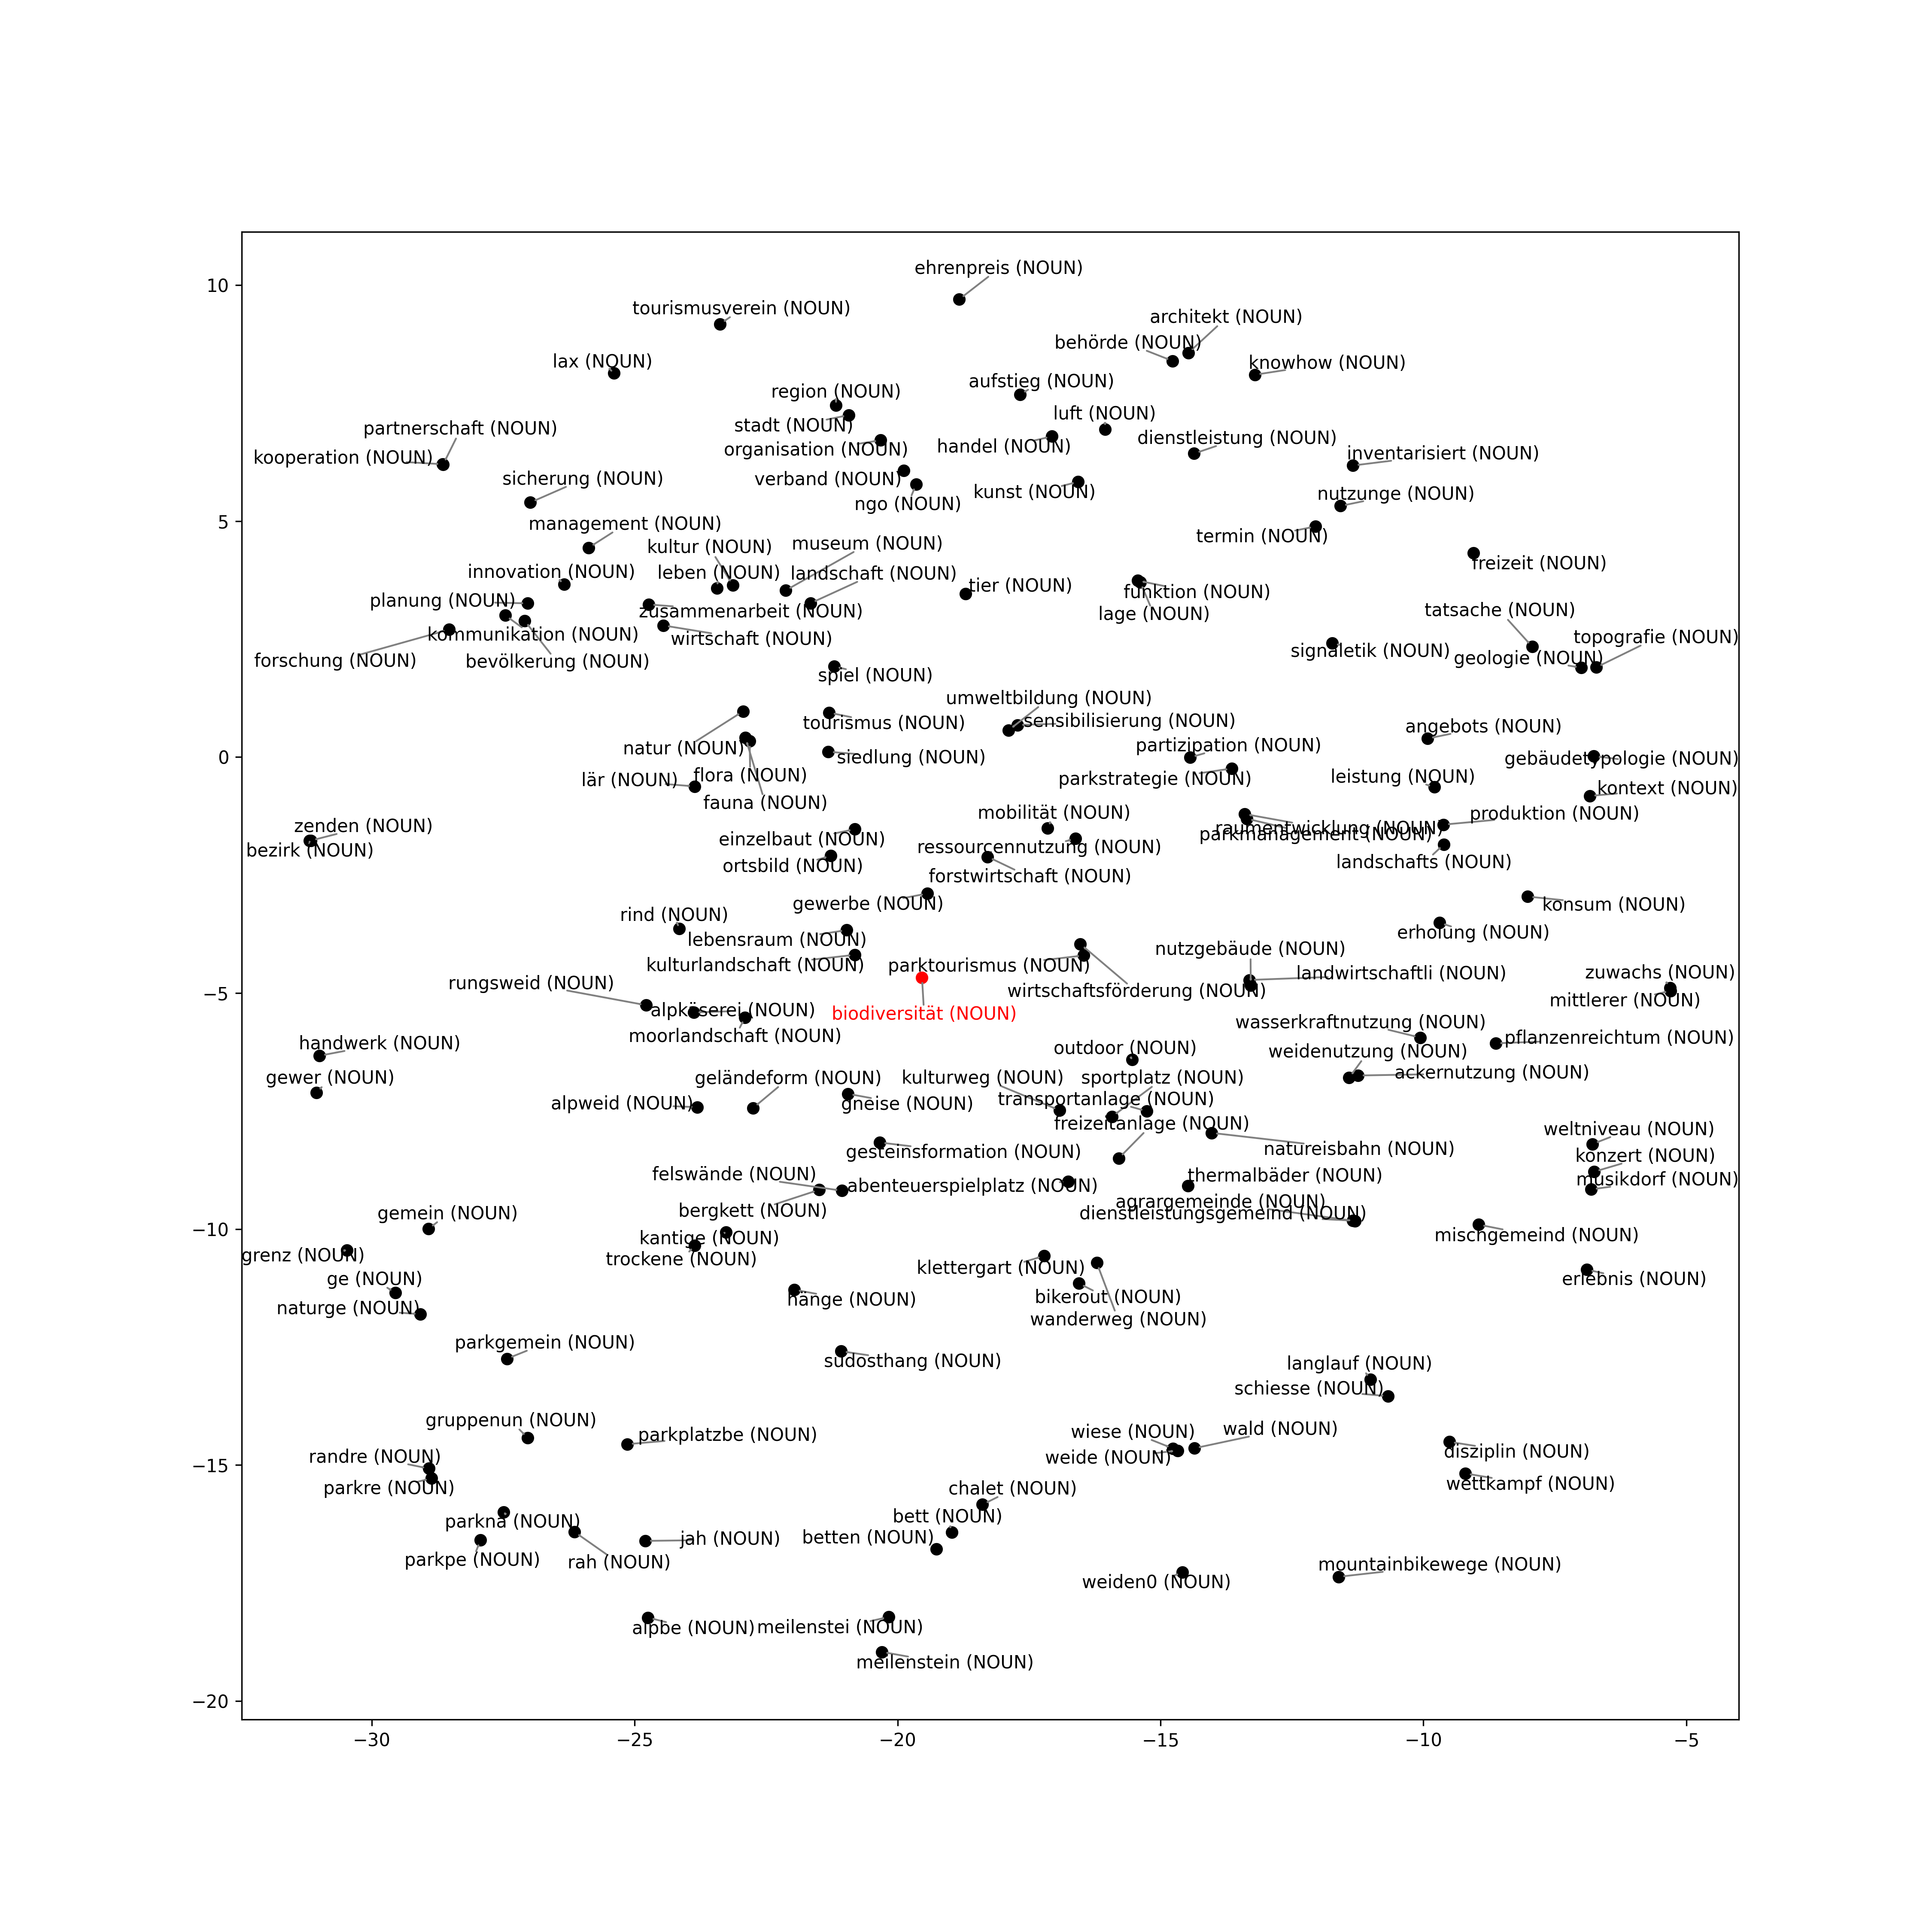 ehrenpreis (NOUN)
10
tourismusverein (NOUN)
architekt (NOUN)
behörde (NOUN)
lax (NOUN)
knowhow (NOUN)
aufstieg (NOUN)
region (NOUN)
luft (NOUN)
stadt (NOUN)
partnerschaft (NOUN)
dienstleistung (NOUN)
organisation (NOUN)
handel (NOUN)
kooperation (NOUN)
inventarisiert (NOUN)
sicherung (NOUN)
verband (NOUN)
kunst (NOUN)
nutzunge (NOUN)
ngo (NOUN)
5
management (NOUN)
termin (NOUN)
kultur (NOUN)
museum (NOUN)
freizeit (NOUN)
innovation (NOUN)
leben (NOUN)
landschaft (NOUN)
tier (NOUN)
funktion (NOUN)
planung (NOUN)
zusammenarbeit (NOUN)
lage (NOUN)
tatsache (NOUN)
kommunikation (NOUN)
wirtschaft (NOUN)
topografie (NOUN)
signaletik (NOUN)
geologie (NOUN)
forschung (NOUN)
bevölkerung (NOUN)
spiel (NOUN)
umweltbildung (NOUN)
tourismus (NOUN)
sensibilisierung (NOUN)
angebots (NOUN)
natur (NOUN)
partizipation (NOUN)
0
siedlung (NOUN)
gebäudetypologie (NOUN)
lär (NOUN)
flora (NOUN)
parkstrategie (NOUN)
leistung (NOUN)
kontext (NOUN)
fauna (NOUN)
mobilität (NOUN)
produktion (NOUN)
zenden (NOUN)
raumentwicklung (NOUN)
parkmanagement (NOUN)
einzelbaut (NOUN)
bezirk (NOUN)
ressourcennutzung (NOUN)
ortsbild (NOUN)
landschafts (NOUN)
forstwirtschaft (NOUN)
gewerbe (NOUN)
konsum (NOUN)
rind (NOUN)
erholung (NOUN)
lebensraum (NOUN)
nutzgebäude (NOUN)
kulturlandschaft (NOUN)
parktourismus (NOUN)
landwirtschaftli (NOUN)
zuwachs (NOUN)
rungsweid (NOUN)
wirtschaftsförderung (NOUN)
−5
mittlerer (NOUN)
alpkäserei (NOUN)
biodiversität (NOUN)
wasserkraftnutzung (NOUN)
moorlandschaft (NOUN)
pflanzenreichtum (NOUN)
handwerk (NOUN)
outdoor (NOUN)
weidenutzung (NOUN)
gewer (NOUN)
geländeform (NOUN)
kulturweg (NOUN)
sportplatz (NOUN)
ackernutzung (NOUN)
alpweid (NOUN)
gneise (NOUN)
transportanlage (NOUN)
freizeitanlage (NOUN)
weltniveau (NOUN)
gesteinsformation (NOUN)
natureisbahn (NOUN)
konzert (NOUN)
felswände (NOUN)
abenteuerspielplatz (NOUN)
thermalbäder (NOUN)
musikdorf (NOUN)
bergkett (NOUN)
agrargemeinde (NOUN)
gemein (NOUN)
dienstleistungsgemeind (NOUN)
−10
kantige (NOUN)
mischgemeind (NOUN)
grenz (NOUN)
trockene (NOUN)
klettergart (NOUN)
ge (NOUN)
erlebnis (NOUN)
naturge (NOUN)
hänge (NOUN)
bikerout (NOUN)
wanderweg (NOUN)
parkgemein (NOUN)
südosthang (NOUN)
langlauf (NOUN)
schiesse (NOUN)
gruppenun (NOUN)
parkplatzbe (NOUN)
wiese (NOUN)
wald (NOUN)
randre (NOUN)
weide (NOUN)
disziplin (NOUN)
−15
parkre (NOUN)
chalet (NOUN)
wettkampf (NOUN)
parkna (NOUN)
bett (NOUN)
jah (NOUN)
betten (NOUN)
parkpe (NOUN)
rah (NOUN)
mountainbikewege (NOUN)
weiden0 (NOUN)
alpbe (NOUN)
meilenstei (NOUN)
meilenstein (NOUN)
−20
−30
−25
−20
−15
−10
−5